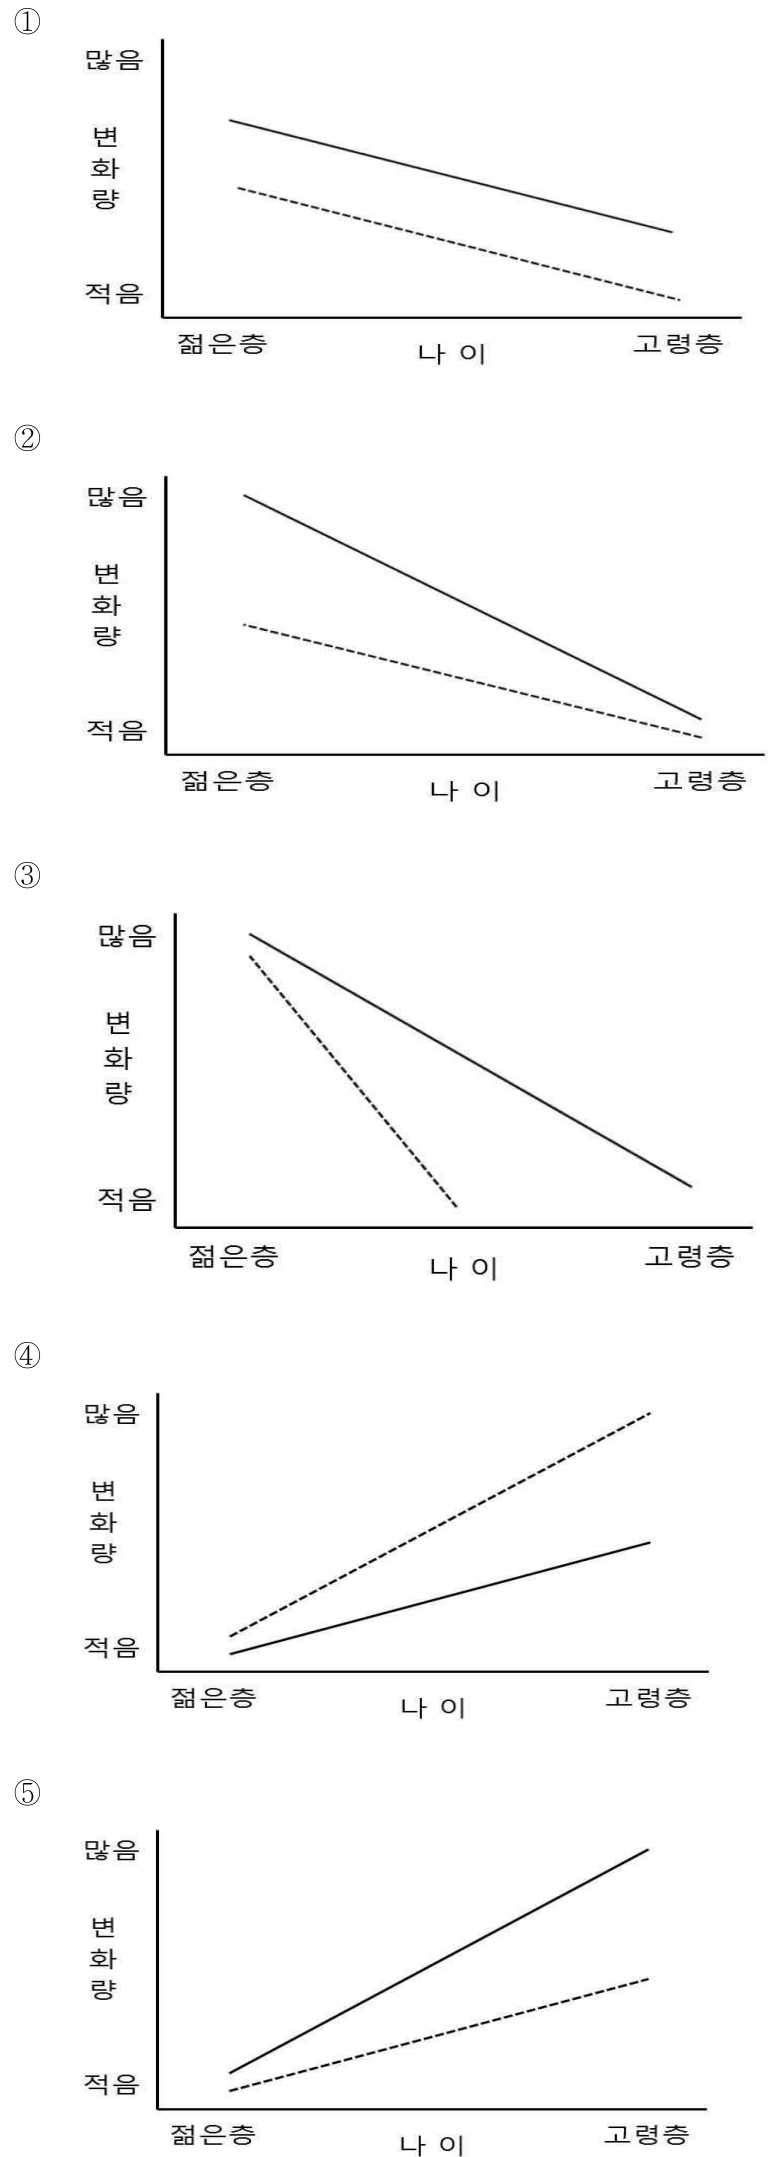 ①
많음
변
화
량
적음
젊은층
나 이
고령층
②
많음
변
화
량
적음
젊은층
나 이
고령층
③
많음
변
화
량
적음
젊은층
나 이
고령층
④
많음
변
화
량
적음
젊은층
나 이
고령층
⑤
많음
변
화
량
적음
젊은층
나 이
고령층